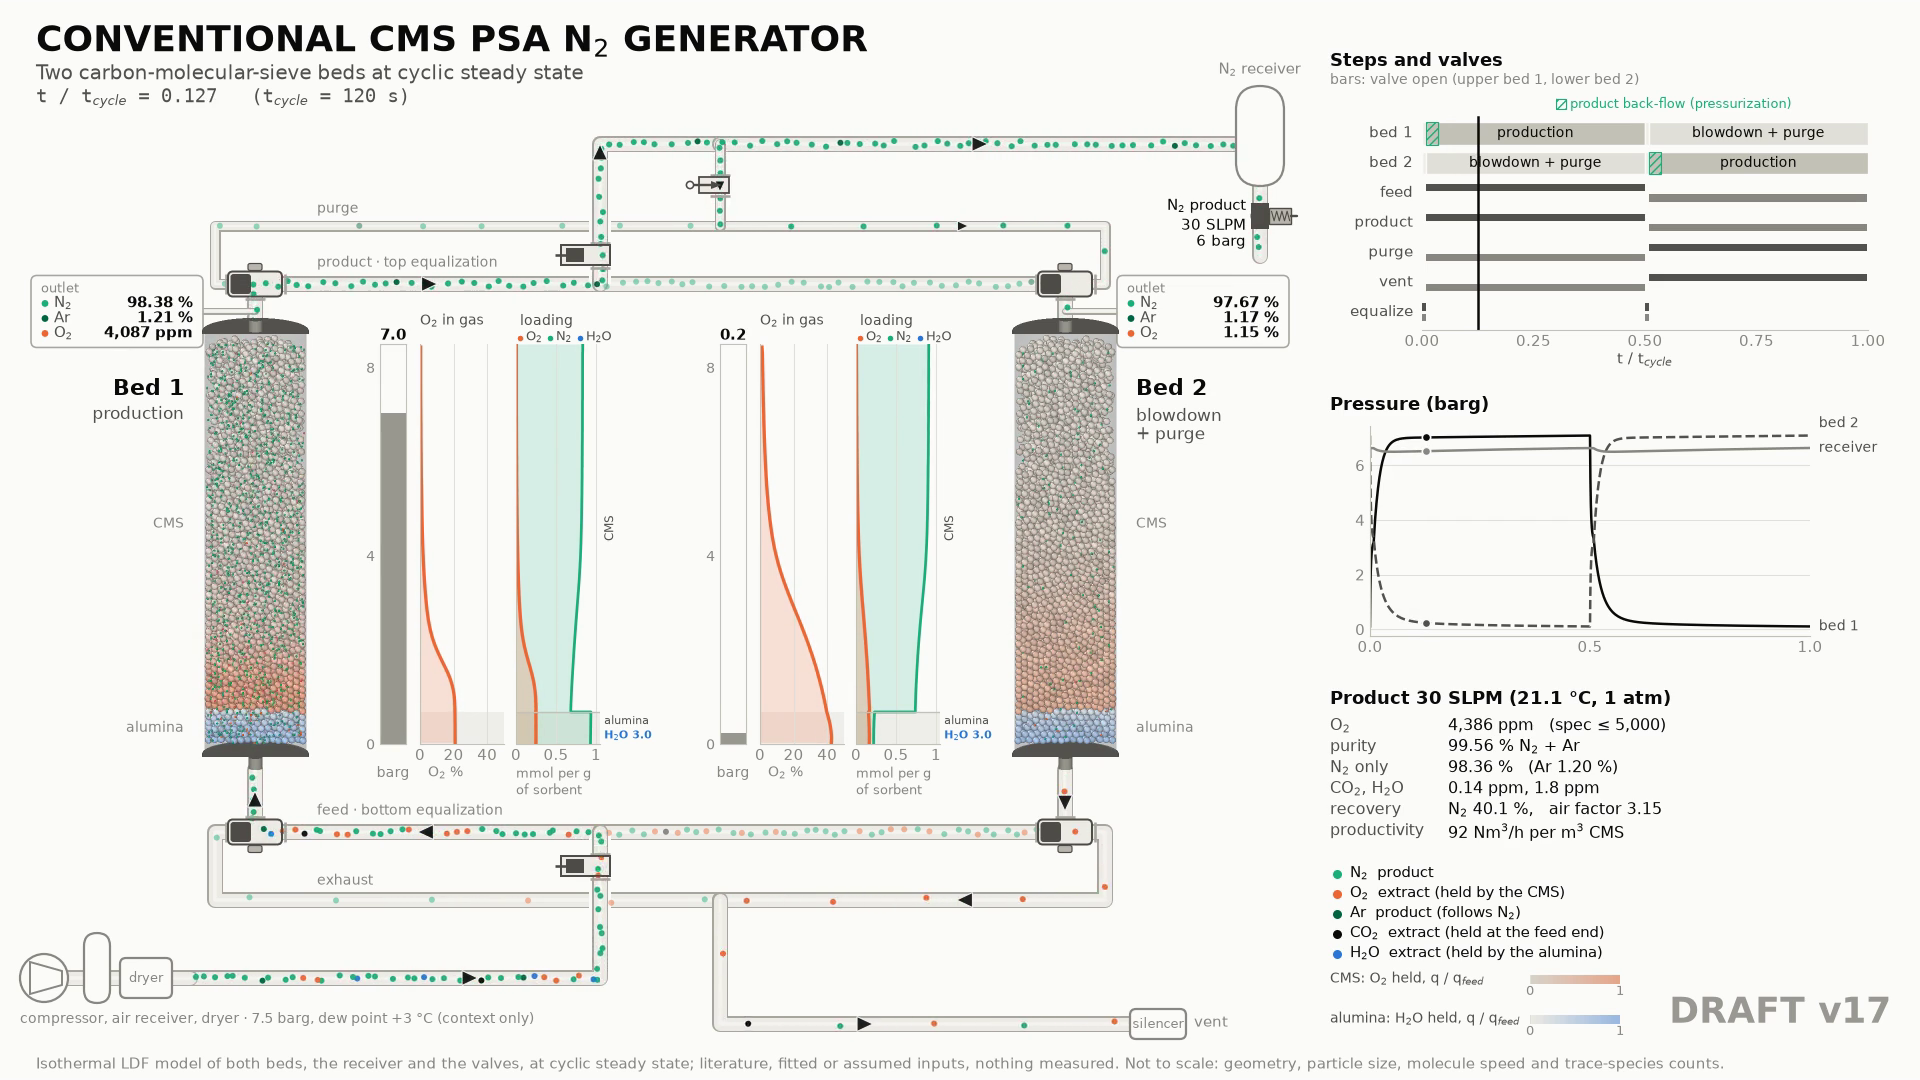 CONVENTIONAL CMS PSA N₂ GENERATOR
Two carbon-molecular-sieve beds at cyclic steady state
t / t_cycle = 0.127 (t_cycle = 120 s)
N₂ receiver
purge
product · top equalization
N₂ product
30 SLPM
6 barg
outlet
N₂ 98.38 %
Ar 1.21 %
O₂ 4,087 ppm
Bed 1
production
CMS
alumina
7.0
O₂ in gas
loading
O₂ N₂ H₂O
8
4
0
barg
0 20 40
O₂ %
0 0.5 1
mmol per g
of sorbent
CMS
alumina
H₂O 3.0
0.2
O₂ in gas
loading
O₂ N₂ H₂O
8
4
0
barg
0 20 40
O₂ %
0 0.5 1
mmol per g
of sorbent
CMS
alumina
H₂O 3.0
outlet
N₂ 97.67 %
Ar 1.17 %
O₂ 1.15 %
Bed 2
blowdown
+ purge
CMS
alumina
feed · bottom equalization
exhaust
dryer
compressor, air receiver, dryer · 7.5 barg, dew point +3 °C (context only)
silencer
vent
Steps and valves
bars: valve open (upper bed 1, lower bed 2)
product back-flow (pressurization)
bed 1 production blowdown + purge
bed 2 blowdown + purge production
feed
product
purge
vent
equalize
0.00 0.25 0.50 0.75 1.00
t / t_cycle
Pressure (barg)
bed 2
receiver
bed 1
6
4
2
0
0.0 0.5 1.0
Product 30 SLPM (21.1 °C, 1 atm)
O₂ 4,386 ppm (spec ≤ 5,000)
purity 99.56 % N₂ + Ar
N₂ only 98.36 % (Ar 1.20 %)
CO₂, H₂O 0.14 ppm, 1.8 ppm
recovery N₂ 40.1 %, air factor 3.15
productivity 92 Nm³/h per m³ CMS
N₂ product
O₂ extract (held by the CMS)
Ar product (follows N₂)
CO₂ extract (held at the feed end)
H₂O extract (held by the alumina)
CMS: O₂ held, q / q_feed
0 1
alumina: H₂O held, q / q_feed
0 1
DRAFT v17
Isothermal LDF model of both beds, the receiver and the valves, at cyclic steady state; literature, fitted or assumed inputs, nothing measured. Not to scale: geometry, particle size, molecule speed and trace-species counts.